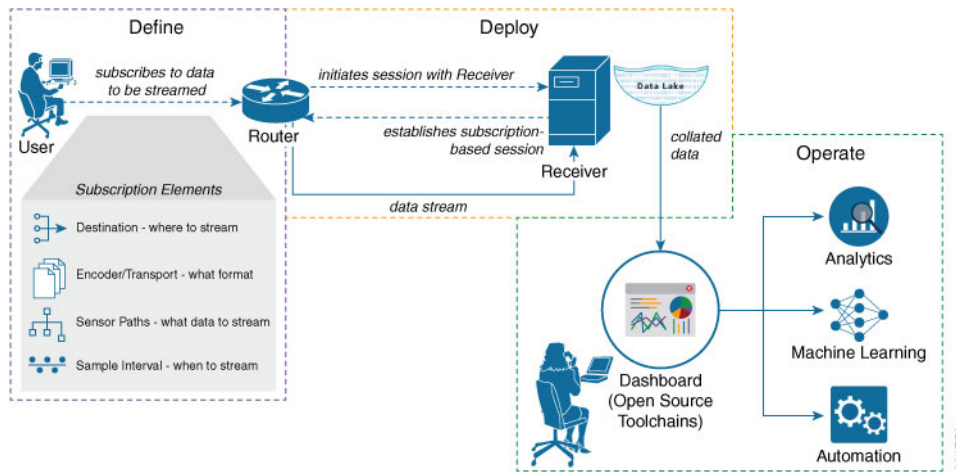 Define
Deploy
subscribes to data
to be streamed
initiates session with Receiver
Data Lake
User
Router
establishes subscription-
based session
Receiver
collated
data
data stream
Subscription Elements
Destination - where to stream
Encoder/Transport - what format
Sensor Paths - what data to stream
Sample Interval - when to stream
Operate
Analytics
Machine Learning
Automation
Dashboard
(Open Source
Toolchains)